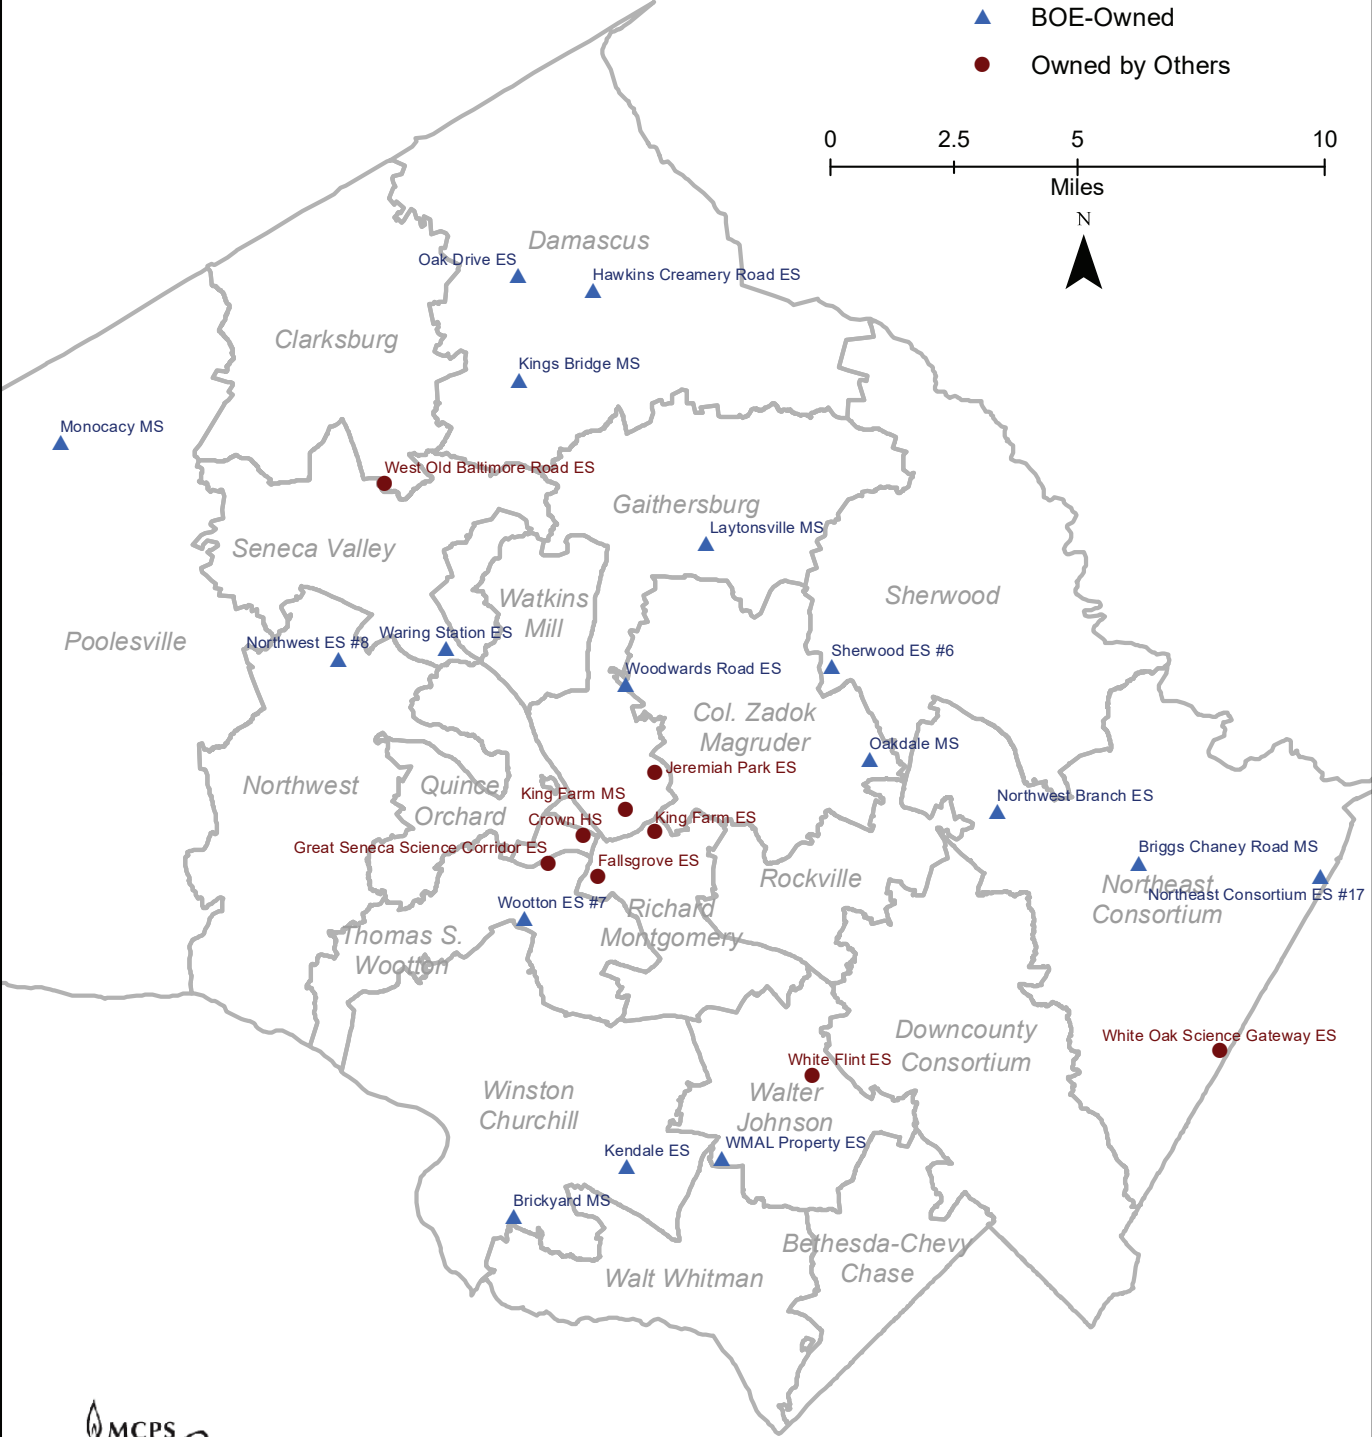 BOE-Owned
Owned by Others
0 2.5 5 10
Miles
N
Damascus
Oak Drive ES
Hawkins Creamery Road ES
Clarksburg
Kings Bridge MS
Monocacy MS
West Old Baltimore Road ES
Gaithersburg
Laytonsville MS
Seneca Valley
Watkins
Mill
Sherwood
Poolesville
Northwest ES #8
Waring Station ES
Sherwood ES #6
Woodwards Road ES
Col. Zadok
Magruder
Oakdale MS
Jeremiah Park ES
Northwest
Quince
Orchard
King Farm MS
Northwest Branch ES
Crown HS
King Farm ES
Great Seneca Science Corridor ES
Fallsgrove ES
Briggs Chaney Road MS
Rockville
Northeast
Consortium
Northeast Consortium ES #17
Wootton ES #7
Richard
Montgomery
Thomas S.
Wootton
Downcounty
Consortium
White Oak Science Gateway ES
White Flint ES
Winston
Churchill
Walter
Johnson
WMAL Property ES
Kendale ES
Brickyard MS
Bethesda-Chevy
Chase
Walt Whitman
MCPS